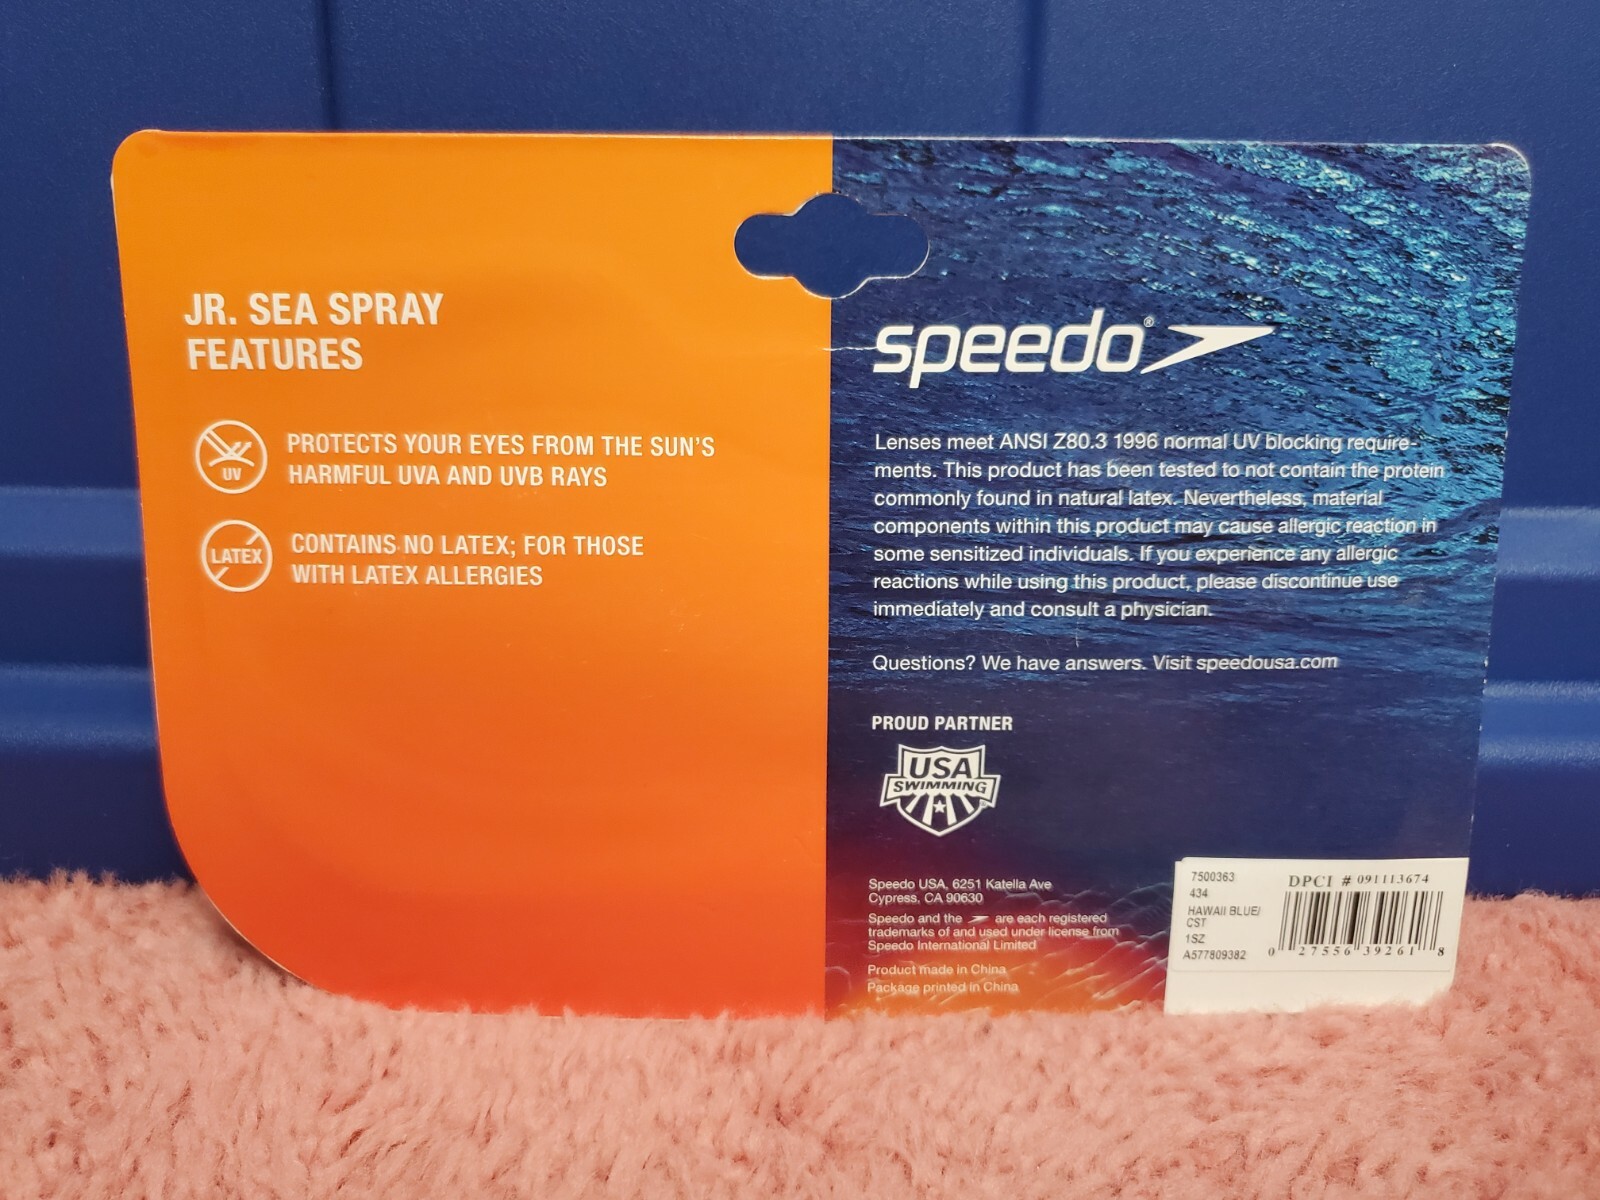 JR. SEA SPRAY
FEATURES
UV
PROTECTS YOUR EYES FROM THE SUN'S
HARMFUL UVA AND UVB RAYS
LATEX
CONTAINS NO LATEX; FOR THOSE
WITH LATEX ALLERGIES
speedo®
Lenses meet ANSI Z80.3 1996 normal UV blocking require-
ments. This product has been tested to not contain the protein
commonly found in natural latex. Nevertheless, material
components within this product may cause allergic reaction in
some sensitized individuals. If you experience any allergic
reactions while using this product, please discontinue use
immediately and consult a physician.
Questions? We have answers. Visit speedousa.com
PROUD PARTNER
USA
SWIMMING®
Speedo USA, 6251 Katella Ave
Cypress, CA 90630
Speedo and the are each registered
trademarks of and used under license from
Speedo International Limited
Product made in China
Package printed in China
7500363
434
HAWAII BLUE/
CST
1SZ
A577809382
DPCI # 091113674
0 27556 39261 8